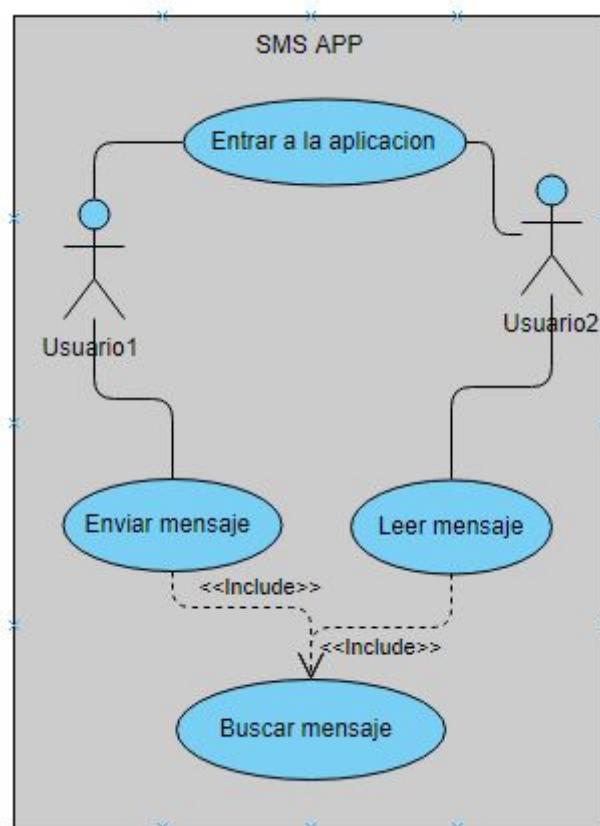 SMS APP
Entrar a la aplicacion
Usuario1
Usuario2
Enviar mensaje
Leer mensaje
<<Include>>
<<Include>>
Buscar mensaje